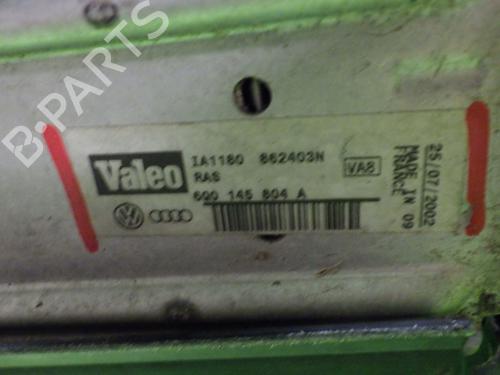 B-PARTS
Valeo
IA1180 862403N
RAS
VA8
6Q0 145 804 A
25/07/2002
MADE IN 09
FRANCE